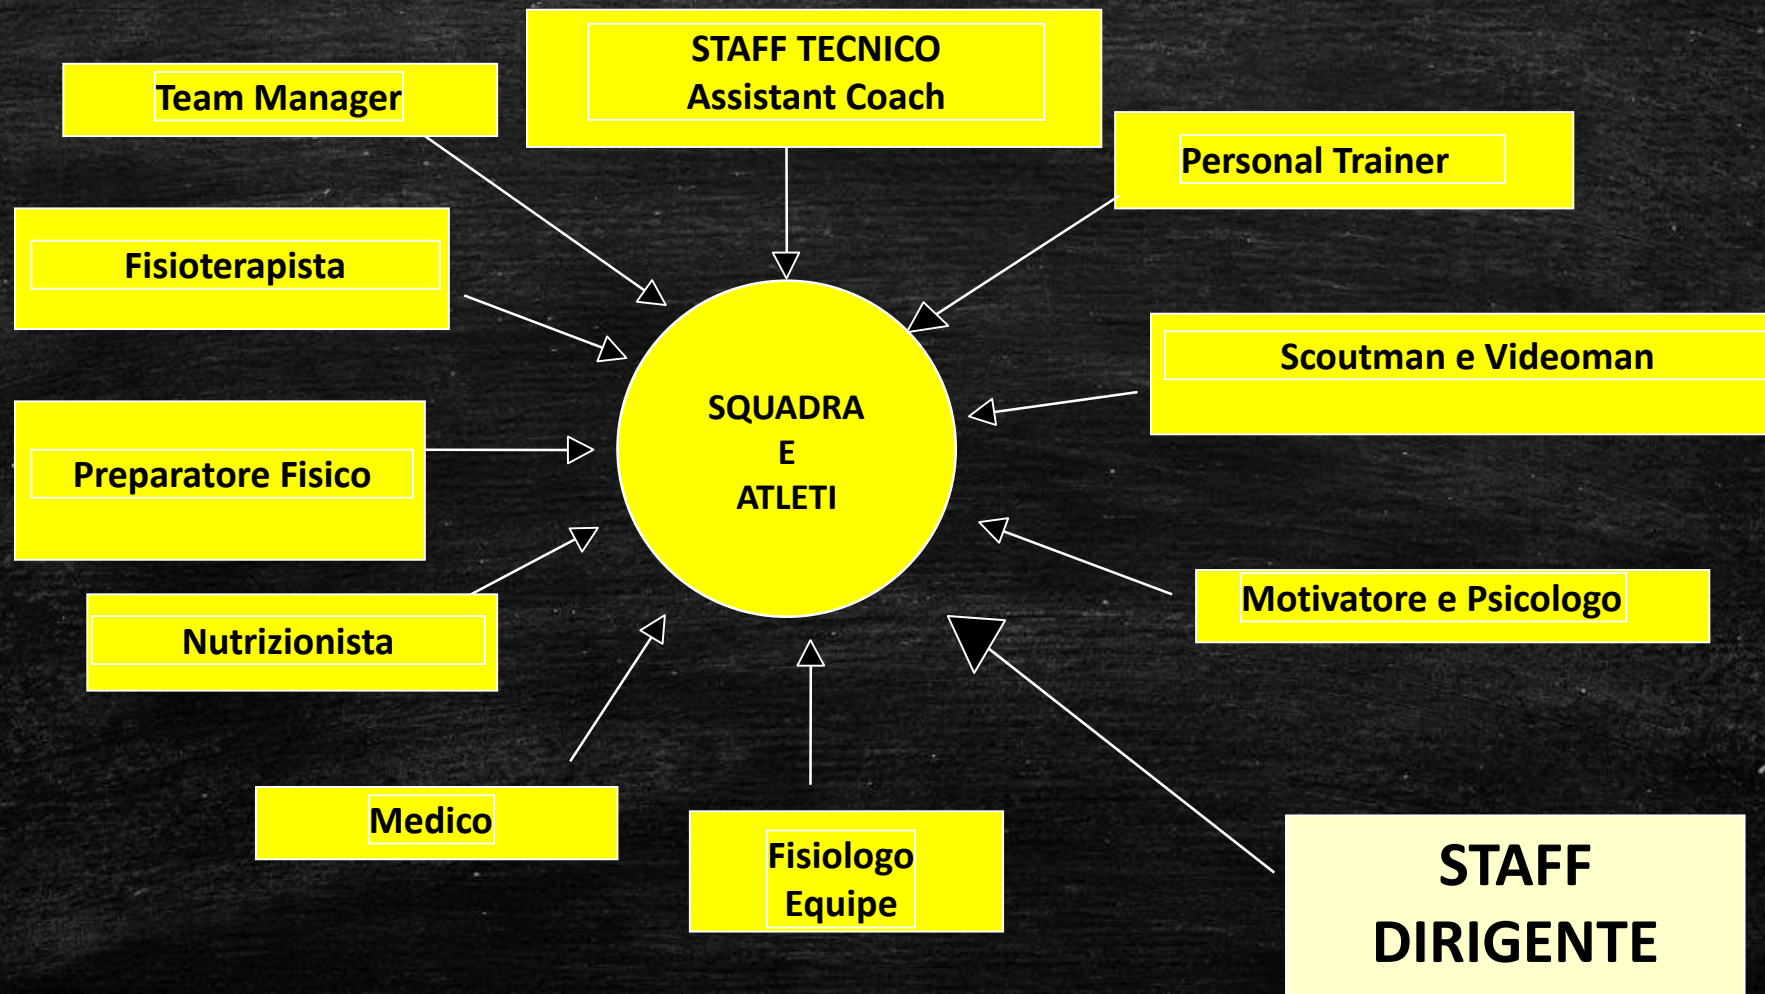 STAFF TECNICO
Assistant Coach
Team Manager
Personal Trainer
Fisioterapista
Scoutman e Videoman
SQUADRA
E
ATLETI
Preparatore Fisico
Motivatore e Psicologo
Nutrizionista
Medico
Fisiologo
Equipe
STAFF
DIRIGENTE